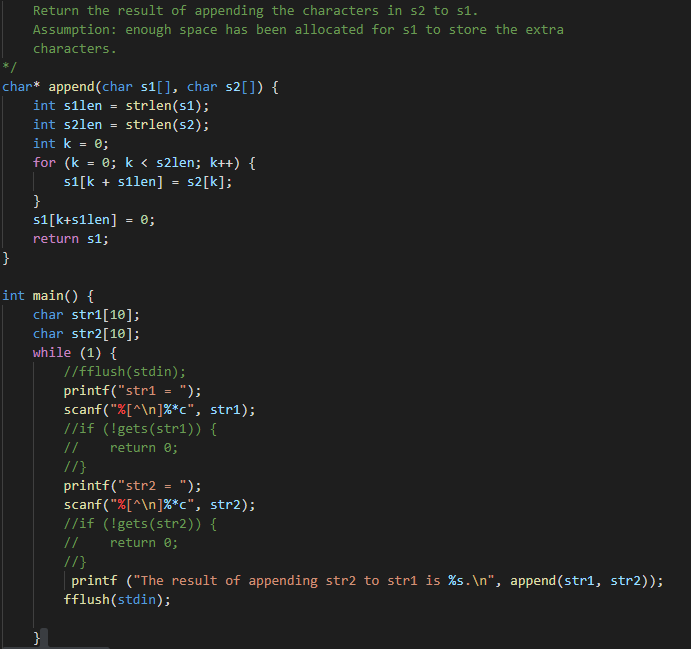 Return the result of appending the characters in s2 to s1.
Assumption: enough space has been allocated for s1 to store the extra
characters.
*/
char* append(char s1[], char s2[]) {
int s1len = strlen(s1);
int s2len = strlen(s2);
int k = 0;
for (k = 0; k < s2len; k++) {
s1[k + s1len] = s2[k];
}
s1[k+s1len] = 0;
return s1;
}
int main() {
char str1[10];
char str2[10];
while (1) {
//fflush(stdin);
printf("str1 = ");
scanf("%[^\n]%*c", str1);
//if (!gets(str1)) {
//    return 0;
//}
printf("str2 = ");
scanf("%[^\n]%*c", str2);
//if (!gets(str2)) {
//    return 0;
//}
printf ("The result of appending str2 to str1 is %s.\n", append(str1, str2));
fflush(stdin);
}